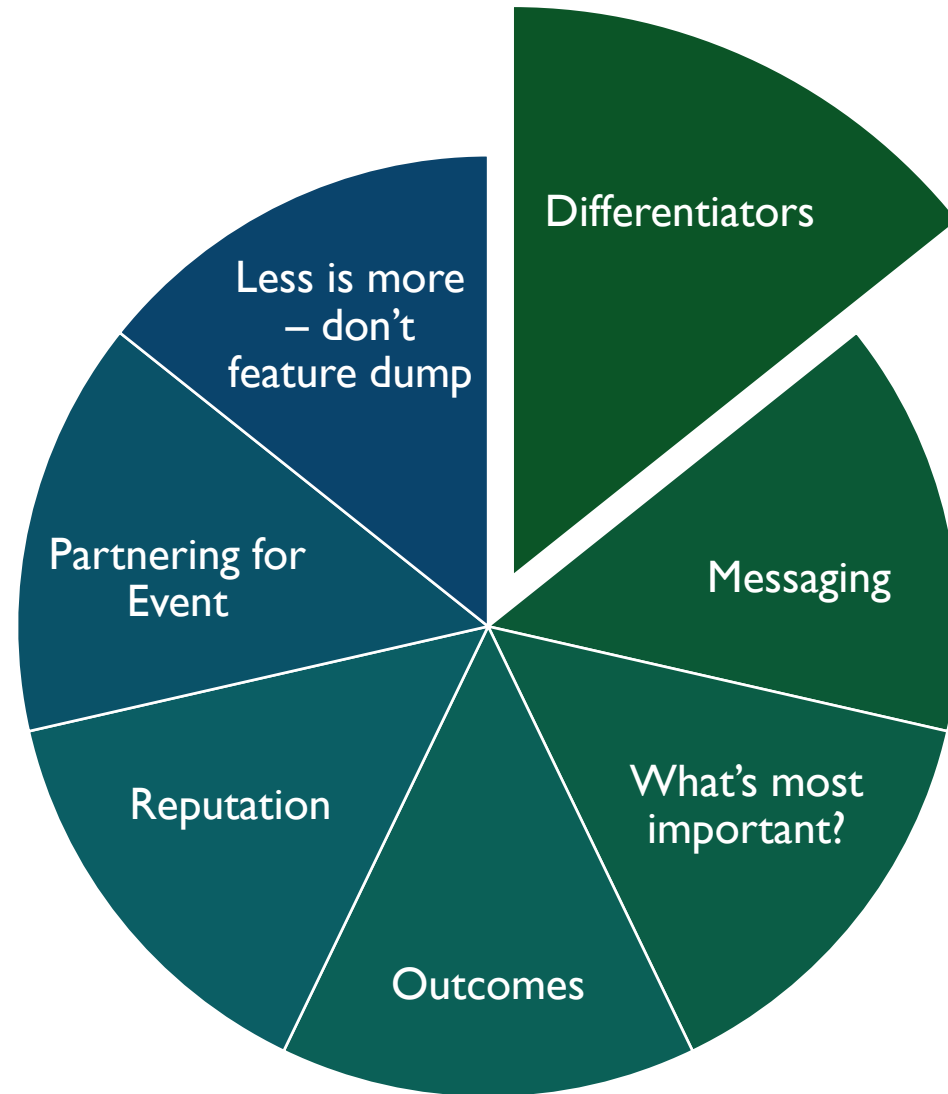 Differentiators
Messaging
What’s most
important?
Outcomes
Reputation
Partnering for
Event
Less is more
– don’t
feature dump